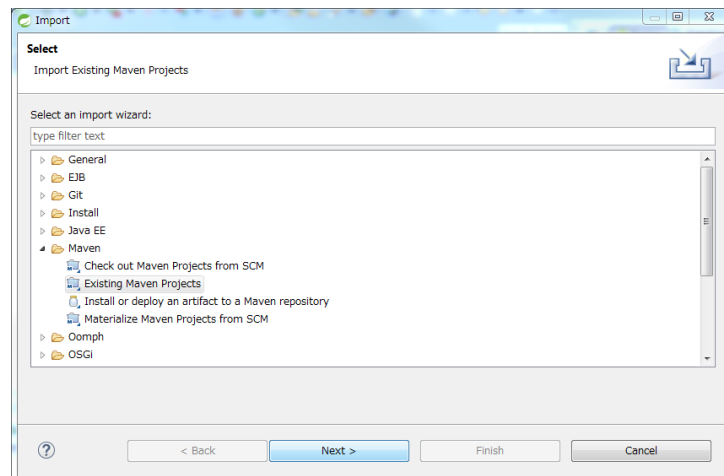 Import
Select
Import Existing Maven Projects
Select an import wizard:
type filter text
General
EJB
Git
Install
Java EE
Maven
Check out Maven Projects from SCM
Existing Maven Projects
Install or deploy an artifact to a Maven repository
Materialize Maven Projects from SCM
Oomph
OSGi
?
< Back
Next >
Finish
Cancel